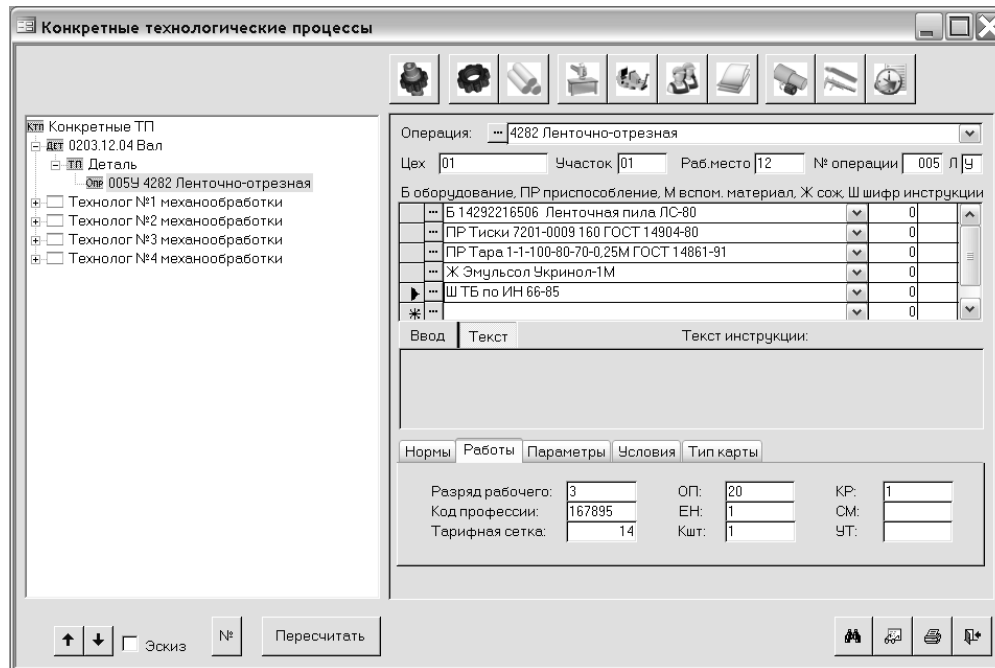 Конкретные технологические процессы
Ктп Конкретные ТП
дет 0203.12.04 Вал
тп Деталь
Опр 005У 4282 Ленточно-отрезная
Технолог №1 механообработки
Технолог №2 механообработки
Технолог №3 механообработки
Технолог №4 механообработки
Операция: ... 4282 Ленточно-отрезная
Цех 01 Участок 01 Раб.место 12 № операции 005 Л У
Б оборудование, ПР приспособление, М вспом. материал, Ж сож, Ш шифр инструкции
... Б 14292216506 Ленточная пила ЛС-80 0
... ПР Тиски 7201-0009 160 ГОСТ 14904-80 0
... ПР Тара 1-1-100-80-70-0,25М ГОСТ 14861-91 0
... Ж Эмульсол Укринол-1М 0
... Ш ТБ по ИН 66-85 0
... 0
Ввод Текст Текст инструкции:
Нормы Работы Параметры Условия Тип карты
Разряд рабочего: 3 ОП: 20 КР: 1
Код профессии: 167895 ЕН: 1 СМ:
Тарифная сетка: 14 Кшт: 1 УТ:
Эскиз № Пересчитать